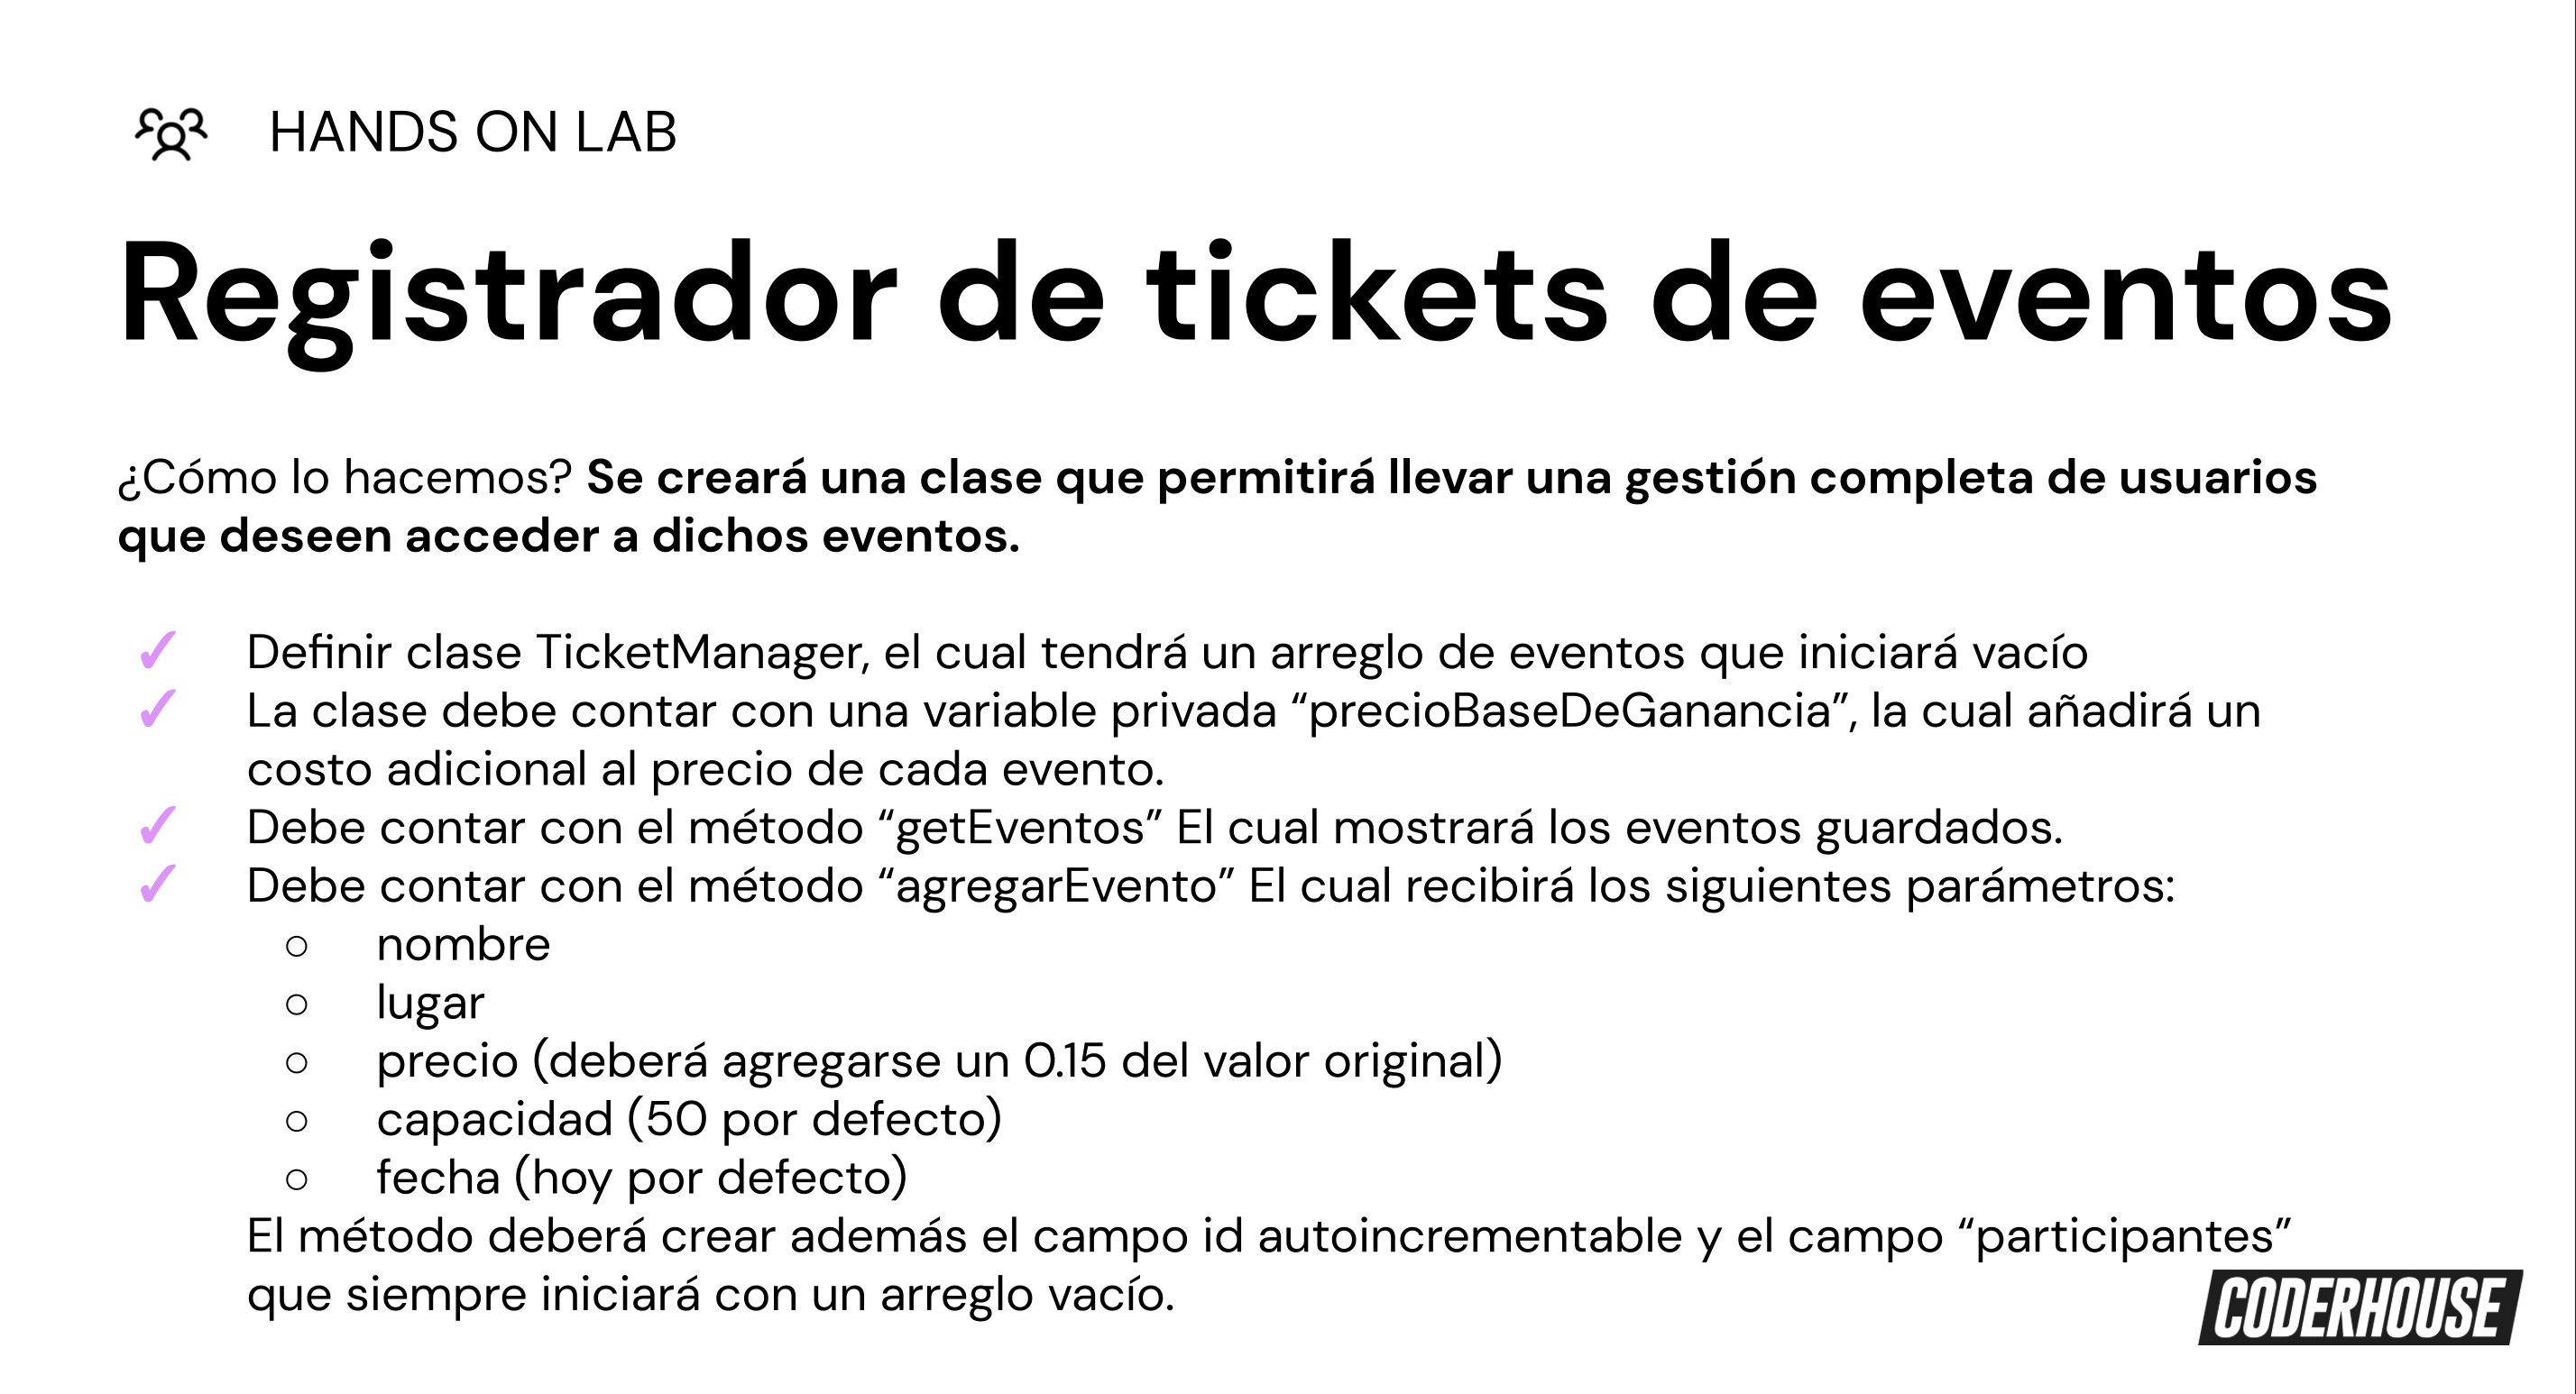 HANDS ON LAB
Registrador de tickets de eventos
¿Cómo lo hacemos? Se creará una clase que permitirá llevar una gestión completa de usuarios
que deseen acceder a dichos eventos.
✓ Definir clase TicketManager, el cual tendrá un arreglo de eventos que iniciará vacío
✓ La clase debe contar con una variable privada “precioBaseDeGanancia”, la cual añadirá un
costo adicional al precio de cada evento.
✓ Debe contar con el método “getEventos” El cual mostrará los eventos guardados.
✓ Debe contar con el método “agregarEvento” El cual recibirá los siguientes parámetros:
○ nombre
○ lugar
○ precio (deberá agregarse un 0.15 del valor original)
○ capacidad (50 por defecto)
○ fecha (hoy por defecto)
El método deberá crear además el campo id autoincrementable y el campo “participantes”
que siempre iniciará con un arreglo vacío.
CODERHOUSE